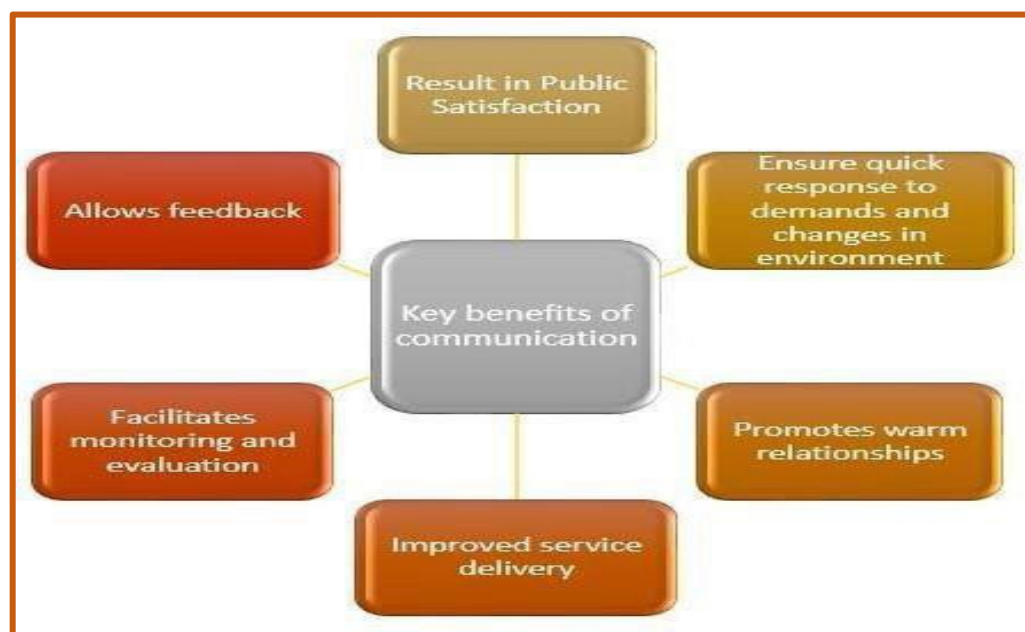 Result in Public
Satisfaction
Ensure quick
response to
demands and
changes in
environment
Allows feedback
Key benefits of
communication
Facilitates
monitoring and
evaluation
Promotes warm
relationships
Improved service
delivery